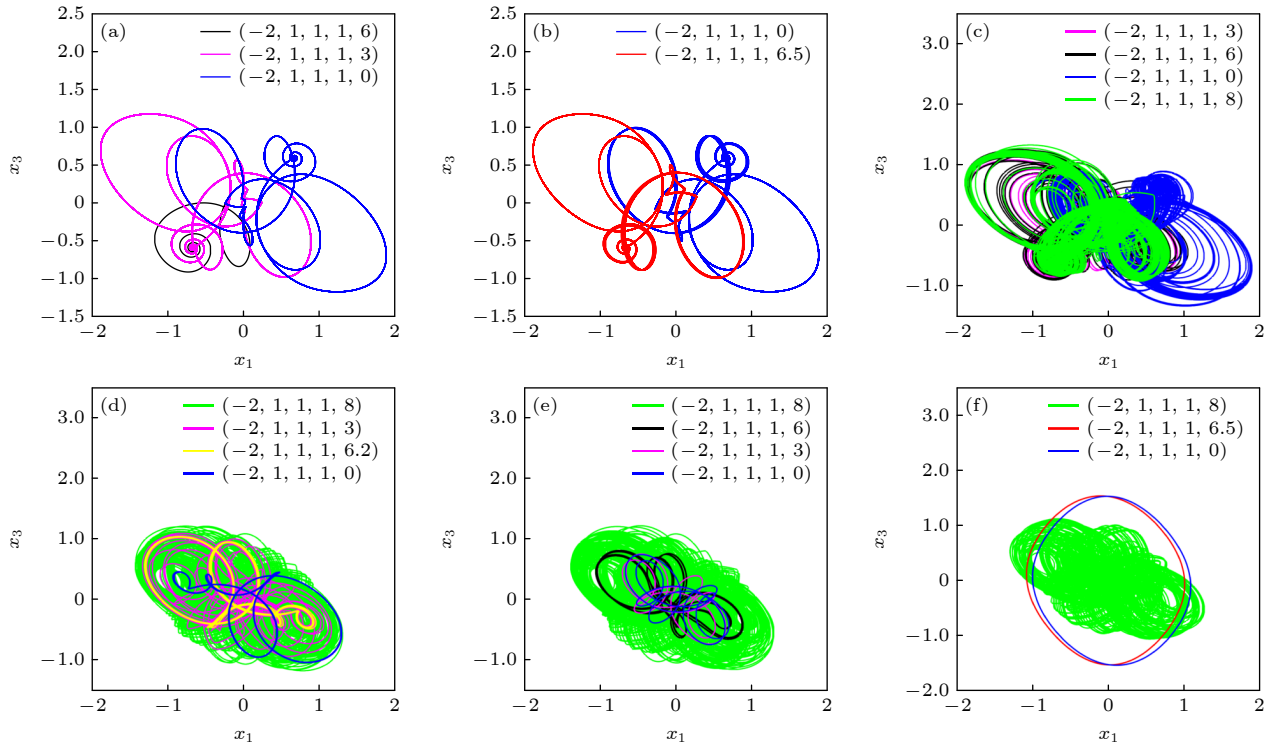 (a)
(−2, 1, 1, 1, 6)
(−2, 1, 1, 1, 3)
(−2, 1, 1, 1, 0)
2.5
2.0
1.5
1.0
0.5
0
−0.5
−1.0
−1.5
x3
−2
−1
0
1
2
x1
(b)
(−2, 1, 1, 1, 0)
(−2, 1, 1, 1, 6.5)
2.5
2.0
1.5
1.0
0.5
0
−0.5
−1.0
−1.5
x3
−2
−1
0
1
2
x1
(c)
(−2, 1, 1, 1, 3)
(−2, 1, 1, 1, 6)
(−2, 1, 1, 1, 0)
(−2, 1, 1, 1, 8)
3.0
2.0
1.0
0
−1.0
x3
−2
−1
0
1
2
x1
(d)
(−2, 1, 1, 1, 8)
(−2, 1, 1, 1, 3)
(−2, 1, 1, 1, 6.2)
(−2, 1, 1, 1, 0)
3.0
2.0
1.0
0
−1.0
x3
−2
−1
0
1
2
x1
(e)
(−2, 1, 1, 1, 8)
(−2, 1, 1, 1, 6)
(−2, 1, 1, 1, 3)
(−2, 1, 1, 1, 0)
3.0
2.0
1.0
0
−1.0
x3
−2
−1
0
1
2
x1
(f)
(−2, 1, 1, 1, 8)
(−2, 1, 1, 1, 6.5)
(−2, 1, 1, 1, 0)
3.0
2.0
1.0
0
−1.0
−2.0
x3
−2
−1
0
1
2
x1